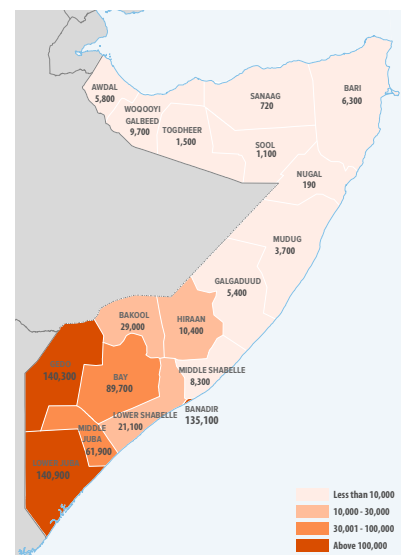 AWDAL
5,800
WOQOOYI
GALBEED
9,700
TOGDHEER
1,500
SANAAG
720
BARI
6,300
SOOL
1,100
NUGAL
190
MUDUG
3,700
GALGADUUD
5,400
BAKOOL
29,000
HIRAAN
10,400
GEDO
140,300
BAY
89,700
MIDDLE SHABELLE
8,300
BANADIR
135,100
LOWER SHABELLE
21,100
MIDDLE
JUBA
61,900
LOWER JUBA
140,900
Less than 10,000
10,000 - 30,000
30,001 - 100,000
Above 100,000